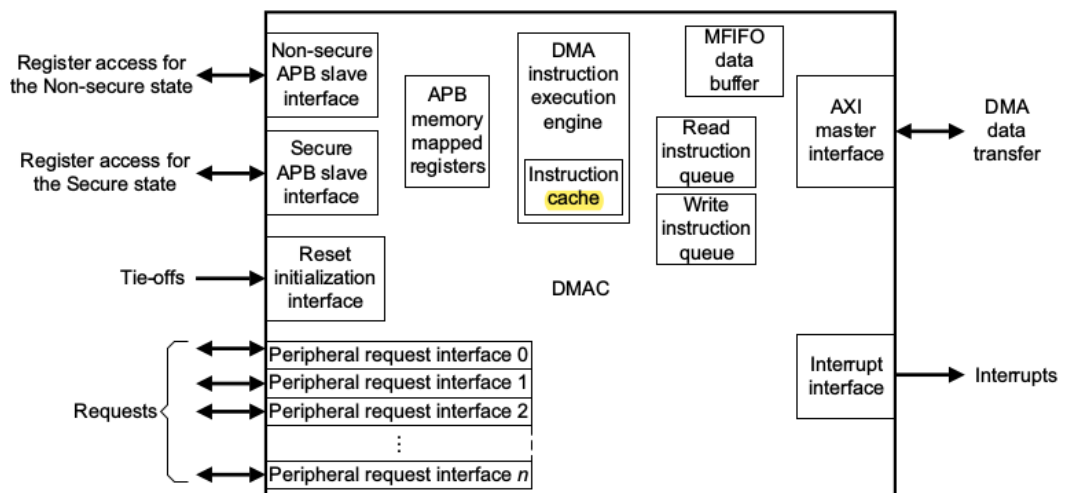 Register access for
the Non-secure state
Non-secure
APB slave
interface
Register access for
the Secure state
Secure
APB slave
interface
APB
memory
mapped
registers
DMA
instruction
execution
engine
Instruction
cache
MFIFO
data
buffer
Read
instruction
queue
Write
instruction
queue
AXI
master
interface
DMA
data
transfer
Tie-offs
Reset
initialization
interface
DMAC
Requests
Peripheral request interface 0
Peripheral request interface 1
Peripheral request interface 2
⋮
Peripheral request interface n
Interrupt
interface
Interrupts